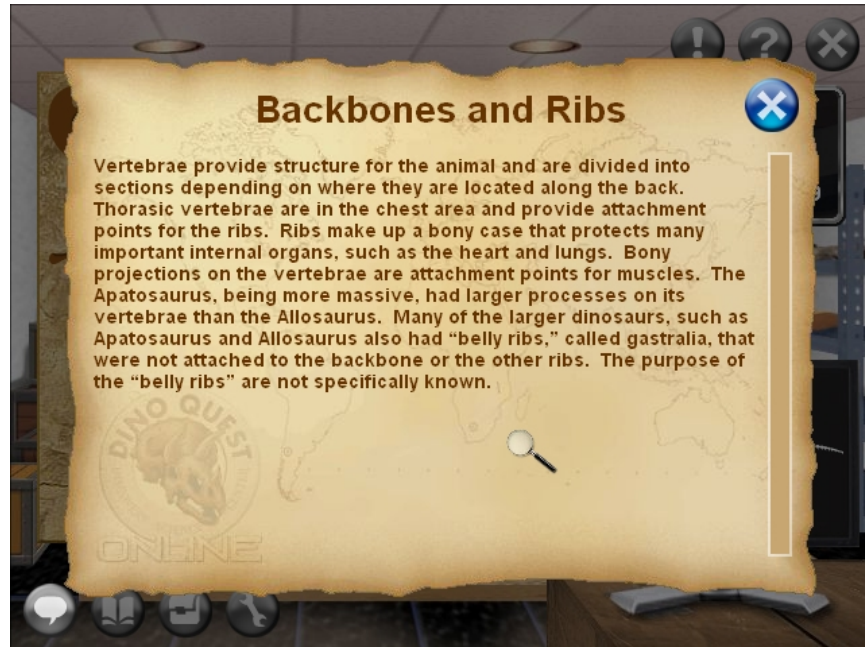 Backbones and Ribs
Vertebrae provide structure for the animal and are divided into
sections depending on where they are located along the back.
Thorasic vertebrae are in the chest area and provide attachment
points for the ribs.  Ribs make up a bony case that protects many
important internal organs, such as the heart and lungs.  Bony
projections on the vertebrae are attachment points for muscles.  The
Apatosaurus, being more massive, had larger processes on its
vertebrae than the Allosaurus.  Many of the larger dinosaurs, such as
Apatosaurus and Allosaurus also had “belly ribs,” called gastralia, that
were not attached to the backbone or the other ribs.  The purpose of
the “belly ribs” are not specifically known.
DINO QUEST
ONLINE